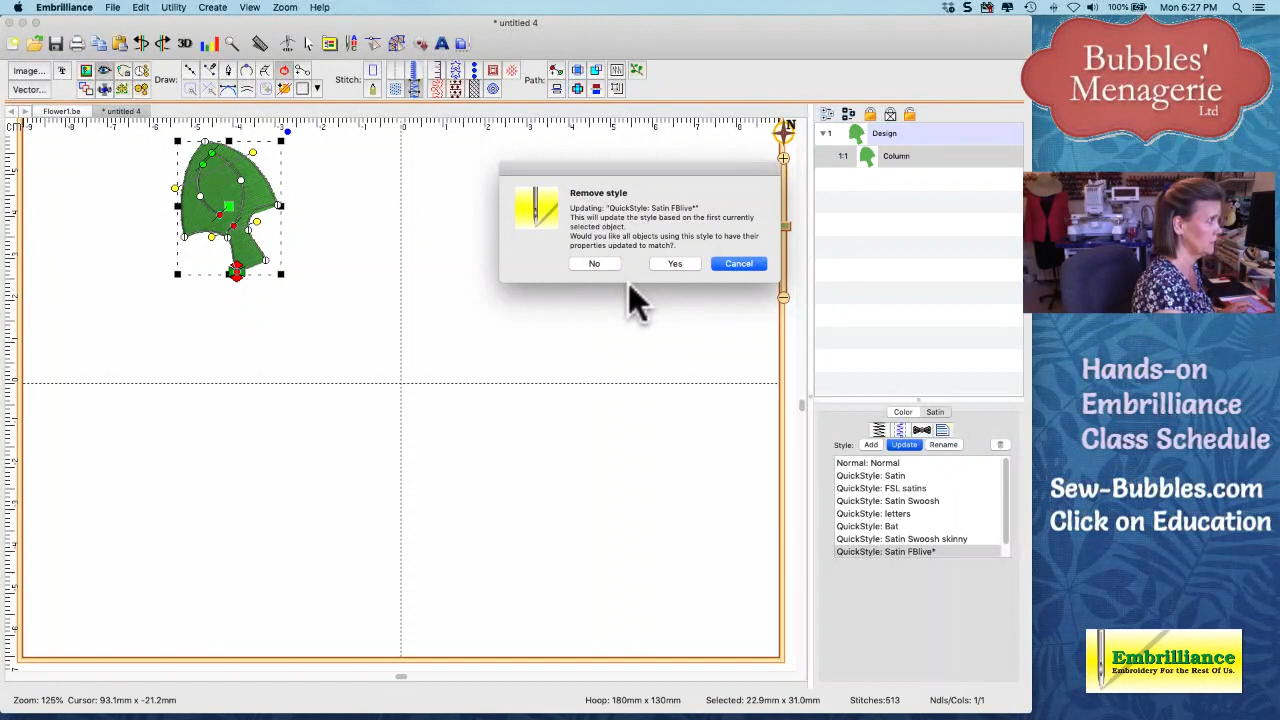 Embrilliance File Edit Utility Create View Zoom Help
100% Mon 6:27 PM
* untitled 4
3D
A
Image...
T
Draw:
Stitch:
Path:
Vector...
Flower1.be
* untitled 4
N
1 Design
1:1 Column
Remove style
Updating: "QuickStyle: Satin FBlive*"
This will update the style based on the first currently
selected object.
Would you like all objects using this style to have their
properties updated to match?.
No Yes Cancel
Color Satin
Style: Add Update Rename
Normal: Normal
QuickStyle: Satin
QuickStyle: FSL satins
QuickStyle: Satin Swoosh
QuickStyle: letters
QuickStyle: Bat
QuickStyle: Satin Swoosh skinny
QuickStyle: Satin FBlive*
Zoom: 125% Cursor: 93.1mm x -21.2mm
Hoop: 180mm x 130mm
Selected: 22.9mm x 31.0mm
Stitches:513
Ndls/Cirs: 1/1
Bubbles'
Menagerie
Ltd
Hands-on
Embrilliance
Class Schedule
Sew-Bubbles.com
Click on Education
Embrilliance
Embroidery For the Rest Of Us.